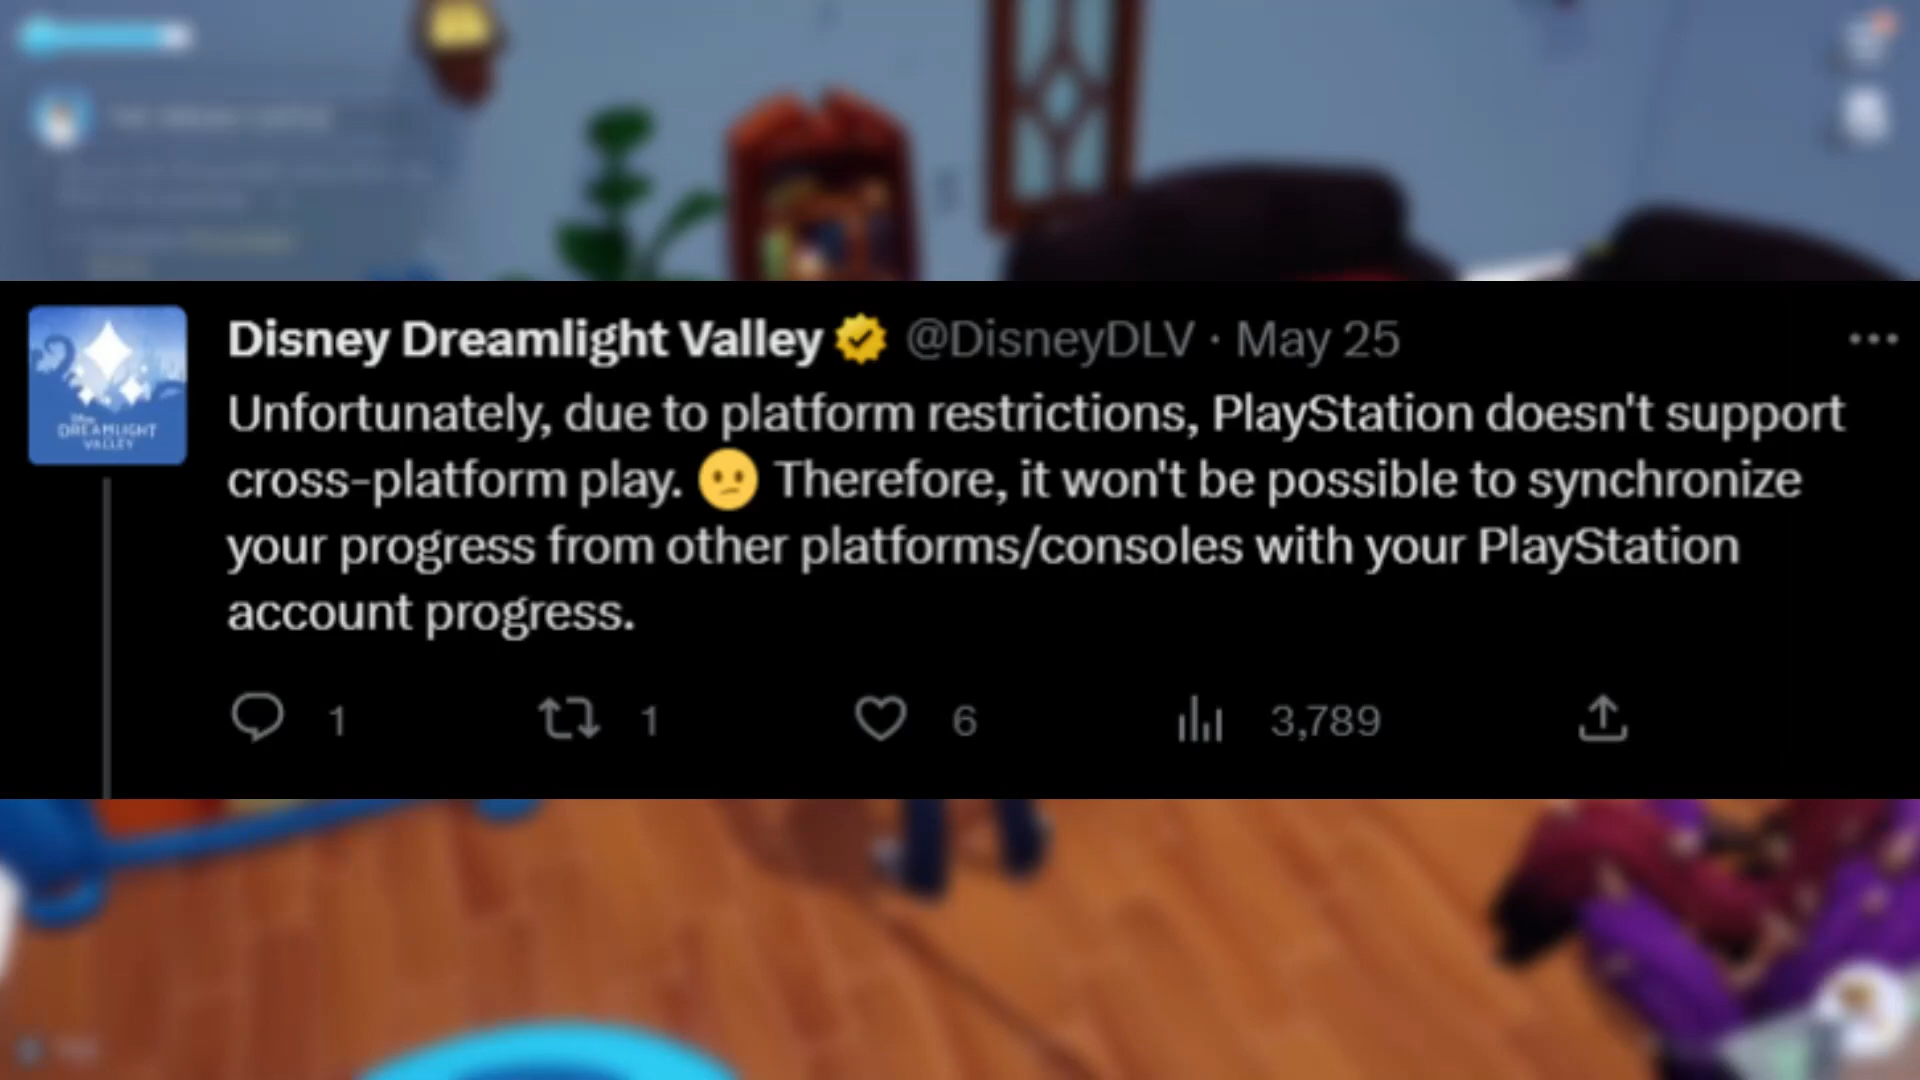 Disney Dreamlight Valley @DisneyDLV · May 25
Unfortunately, due to platform restrictions, PlayStation doesn't support
cross-platform play. 😕 Therefore, it won't be possible to synchronize
your progress from other platforms/consoles with your PlayStation
account progress.
1 1 6 3,789
DREAMLIGHT
VALLEY